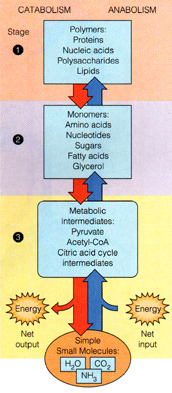 CATABOLISM ANABOLISM
Stage
1
Polymers:
Proteins
Nucleic acids
Polysaccharides
Lipids
2
Monomers:
Amino acids
Nucleotides
Sugars
Fatty acids
Glycerol
3
Metabolic
intermediates:
Pyruvate
Acetyl-CoA
Citric acid cycle
intermediates
Energy Energy
Net
output
Net
input
Simple
Small Molecules:
H₂O CO₂
NH₃